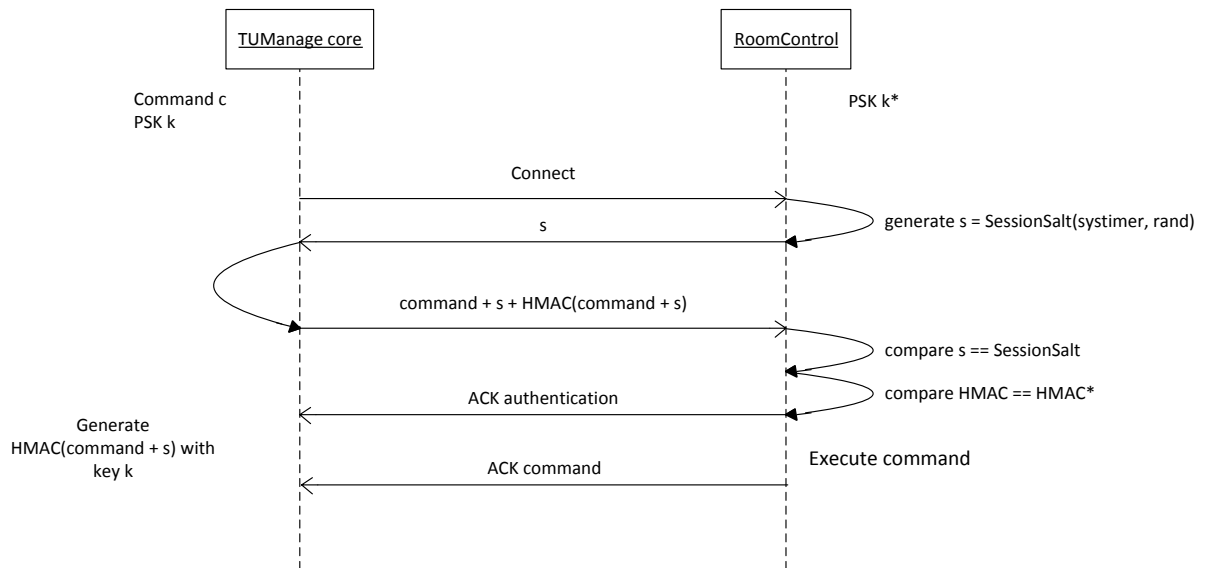 TUManage core
RoomControl
Command c
PSK k
PSK k*
Connect
generate s = SessionSalt(systimer, rand)
s
command + s + HMAC(command + s)
compare s == SessionSalt
compare HMAC == HMAC*
ACK authentication
Generate
HMAC(command + s) with
key k
Execute command
ACK command